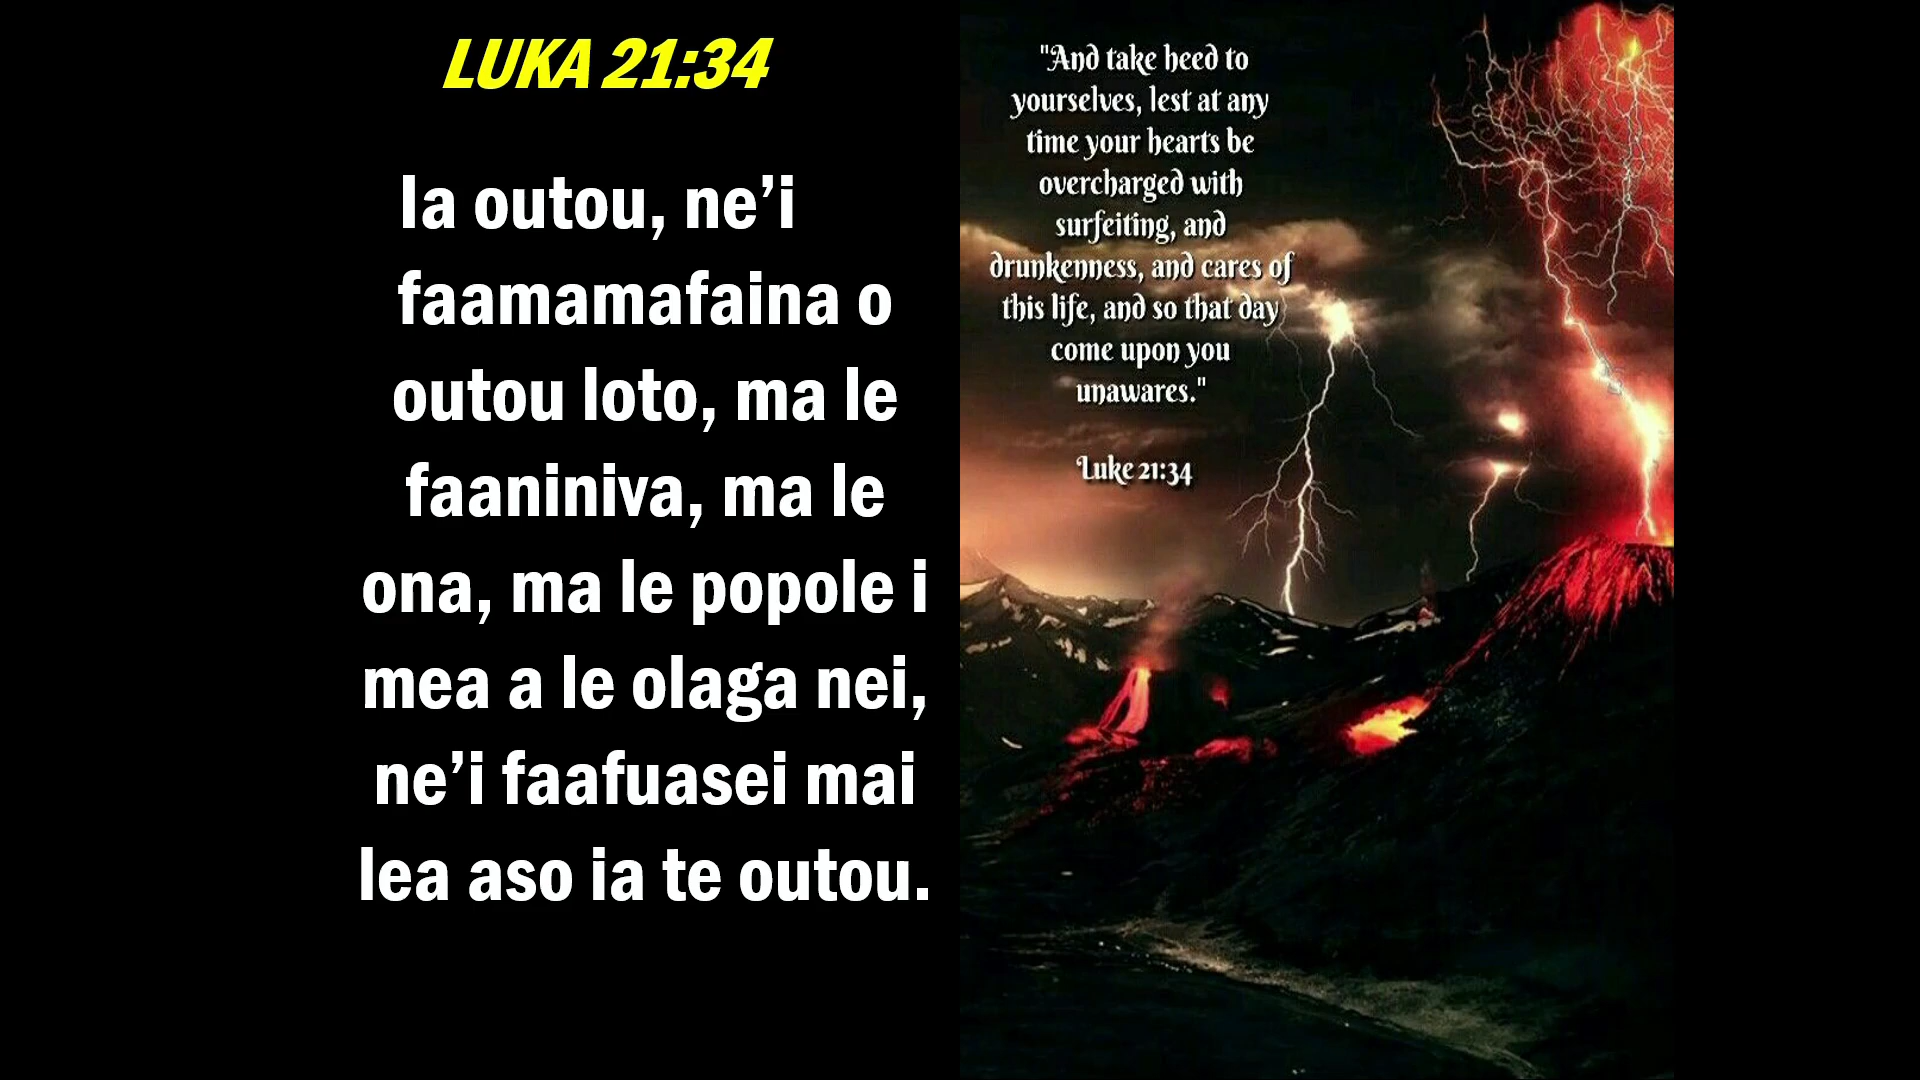 LUKA 21:34
Ia outou, ne’i
faamamafaina o
outou loto, ma le
faaniniva, ma le
ona, ma le popole i
mea a le olaga nei,
ne’i faafuasei mai
lea aso ia te outou.
"And take heed to
yourselves, lest at any
time your hearts be
overcharged with
surfeiting, and
drunkenness, and cares of
this life, and so that day
come upon you
unawares."
Luke 21:34